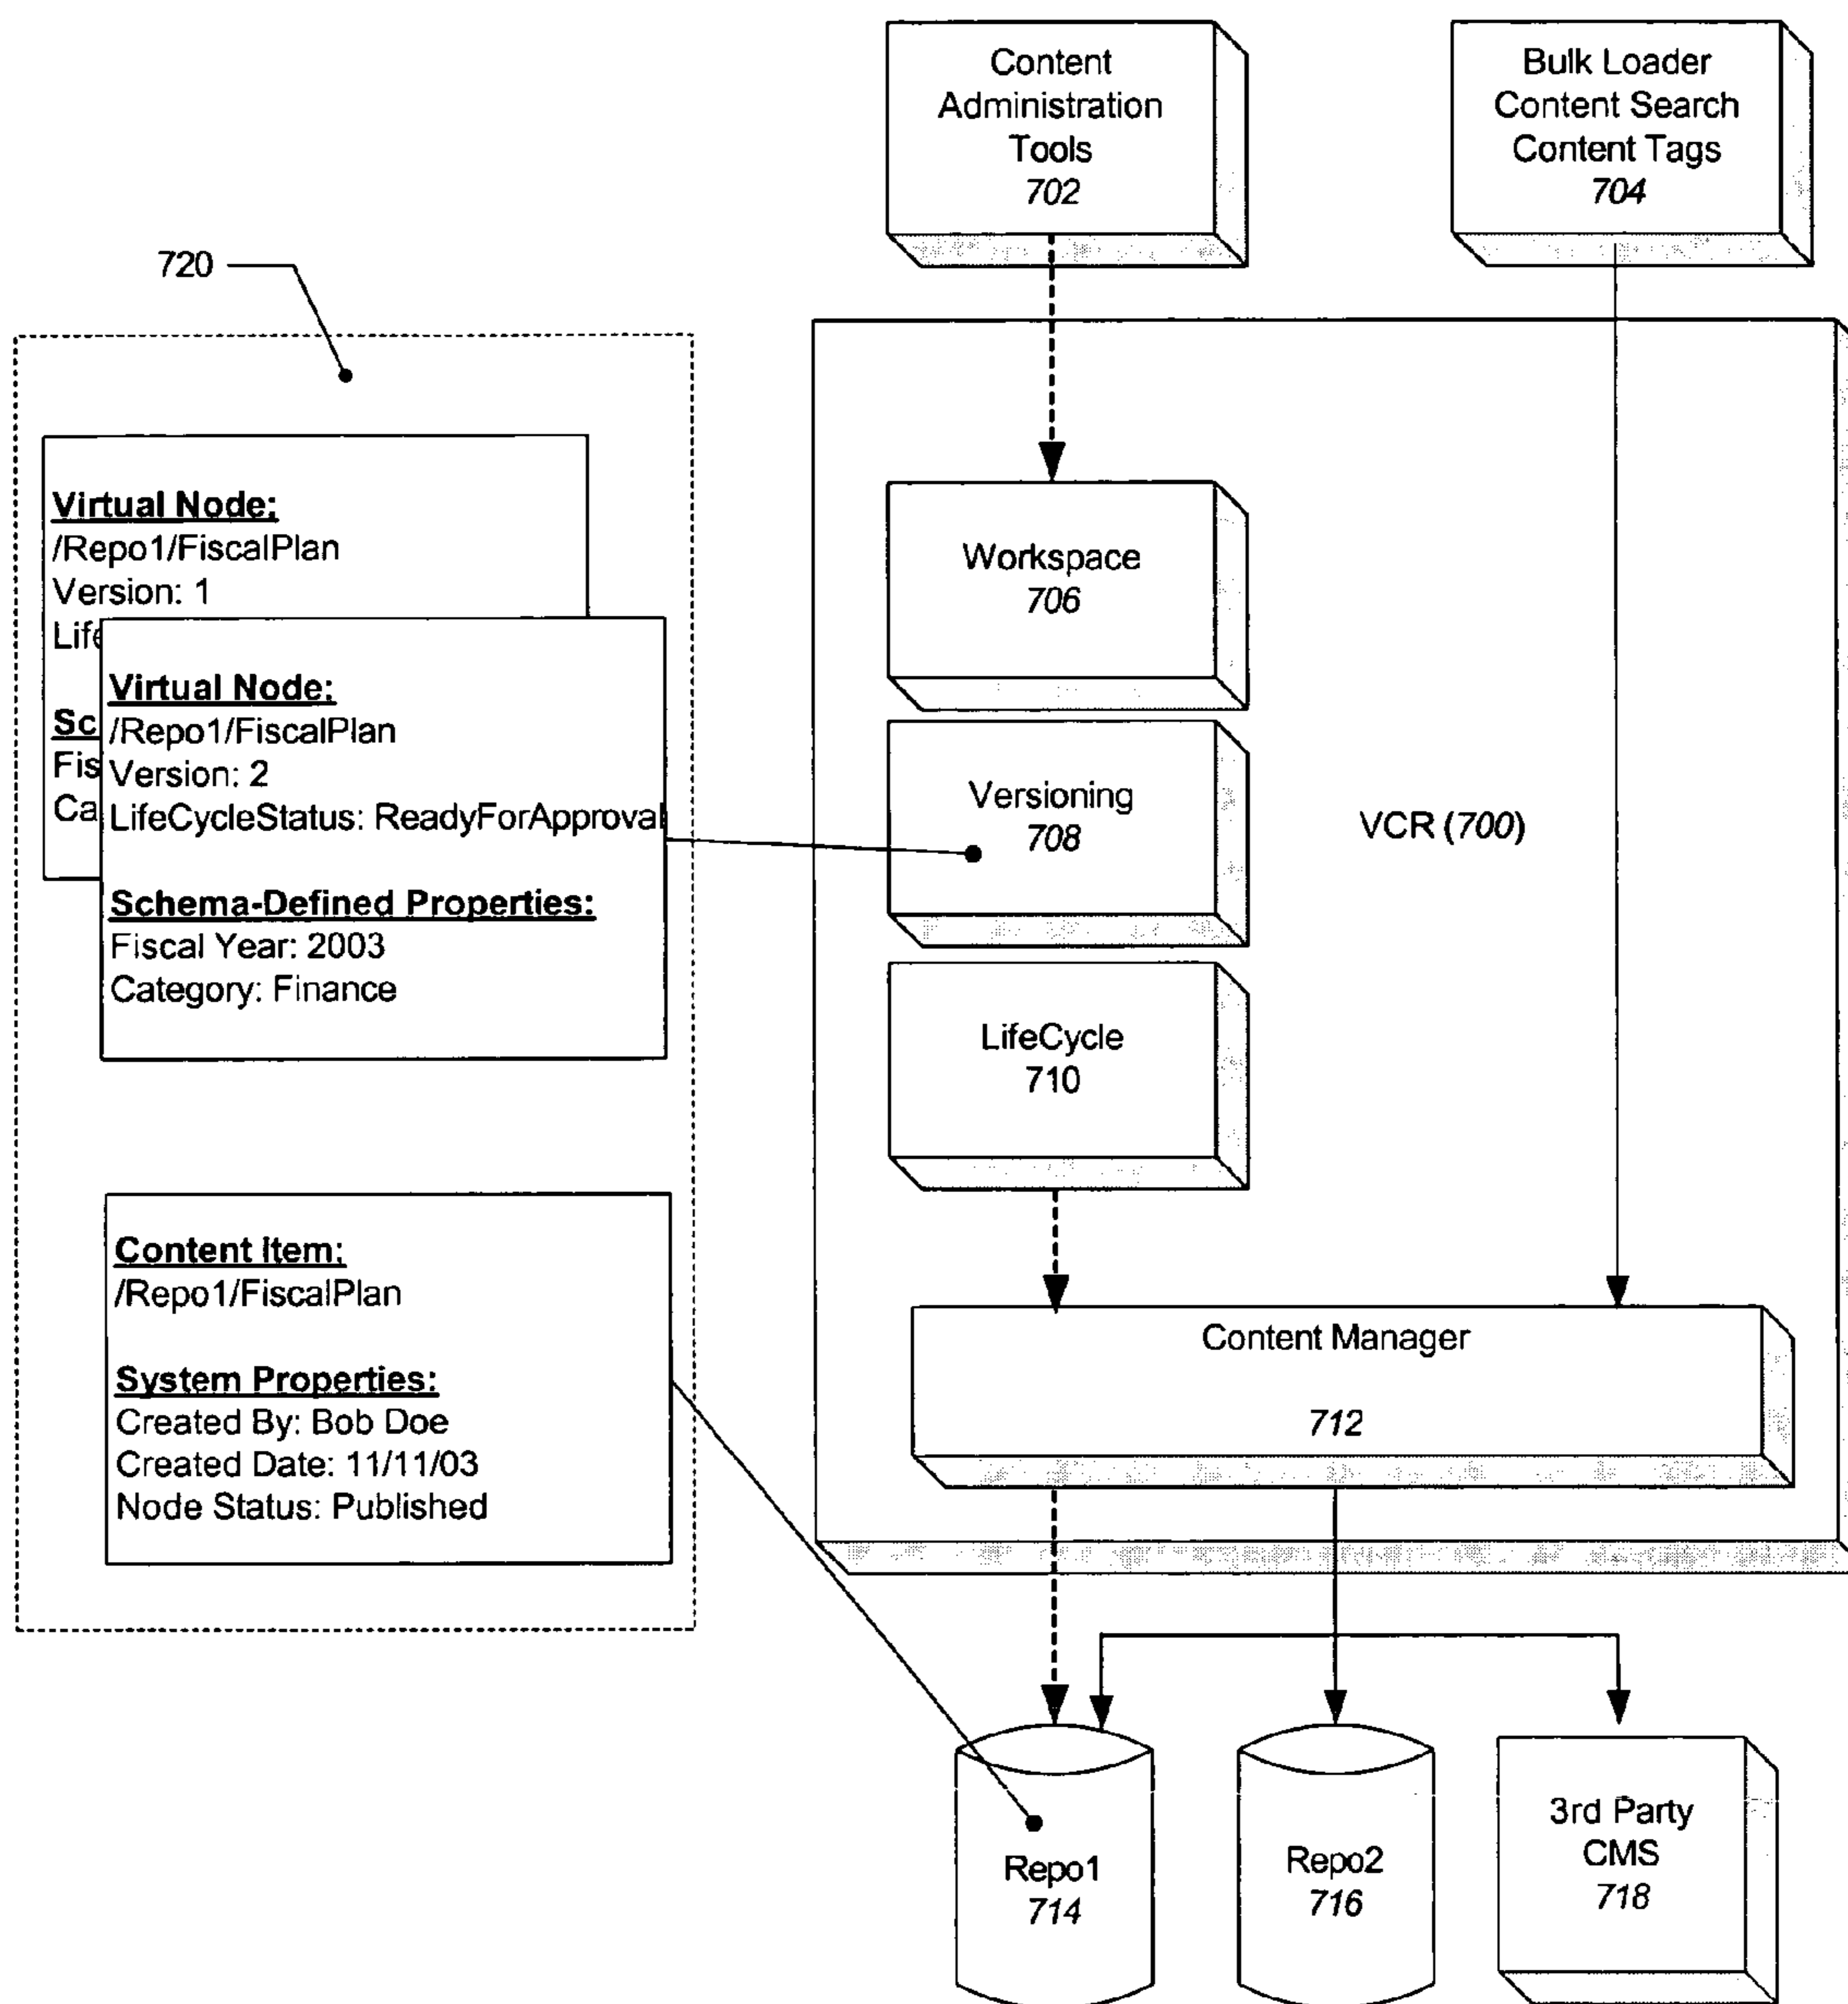 Content
Administration
Tools
702
Bulk Loader
Content Search
Content Tags
704
720
Virtual Node:
/Repo1/FiscalPlan
Version: 1
Life
Sc
Fis
Ca
Virtual Node:
/Repo1/FiscalPlan
Version: 2
LifeCycleStatus: ReadyForApproval
Schema-Defined Properties:
Fiscal Year: 2003
Category: Finance
Content Item:
/Repo1/FiscalPlan
System Properties:
Created By: Bob Doe
Created Date: 11/11/03
Node Status: Published
Workspace
706
Versioning
708
VCR (700)
LifeCycle
710
Content Manager
712
Repo1
714
Repo2
716
3rd Party
CMS
718